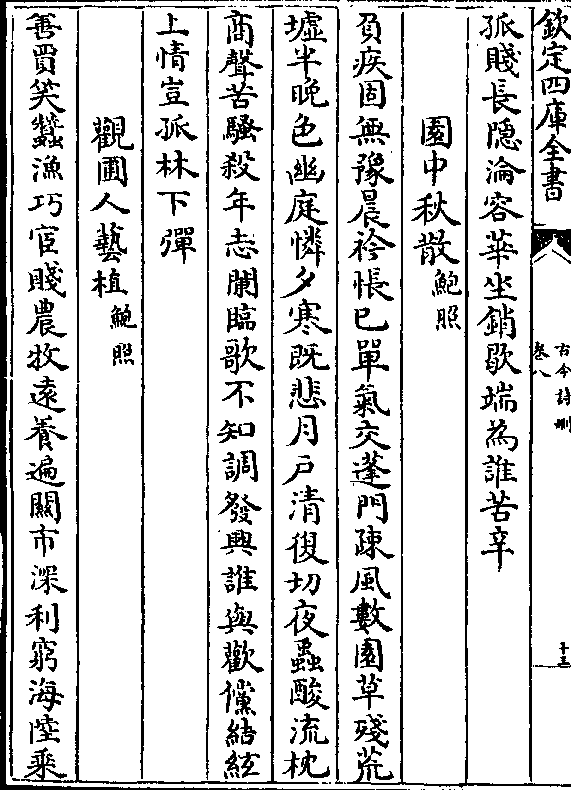 欽定四庫全書
古今詩刪
卷八
十三
孤賤長隠淪容華坐銷歇端為誰苦辛
園中秋散鮑照
負疾固無豫晨衿悵已單氣交蓬門疎風數園草殘荒
墟半晚色幽庭憐夕寒既悲月戸清復切夜蟲酸流枕
商聲苦騷殺年志闌臨歌不知調發興誰與歡儻結絃
上情豈孤林下彈
觀圃人藝植鮑照
善賈笑蠶漁巧宦賤農牧逺養遍關市深利窮海陸乘